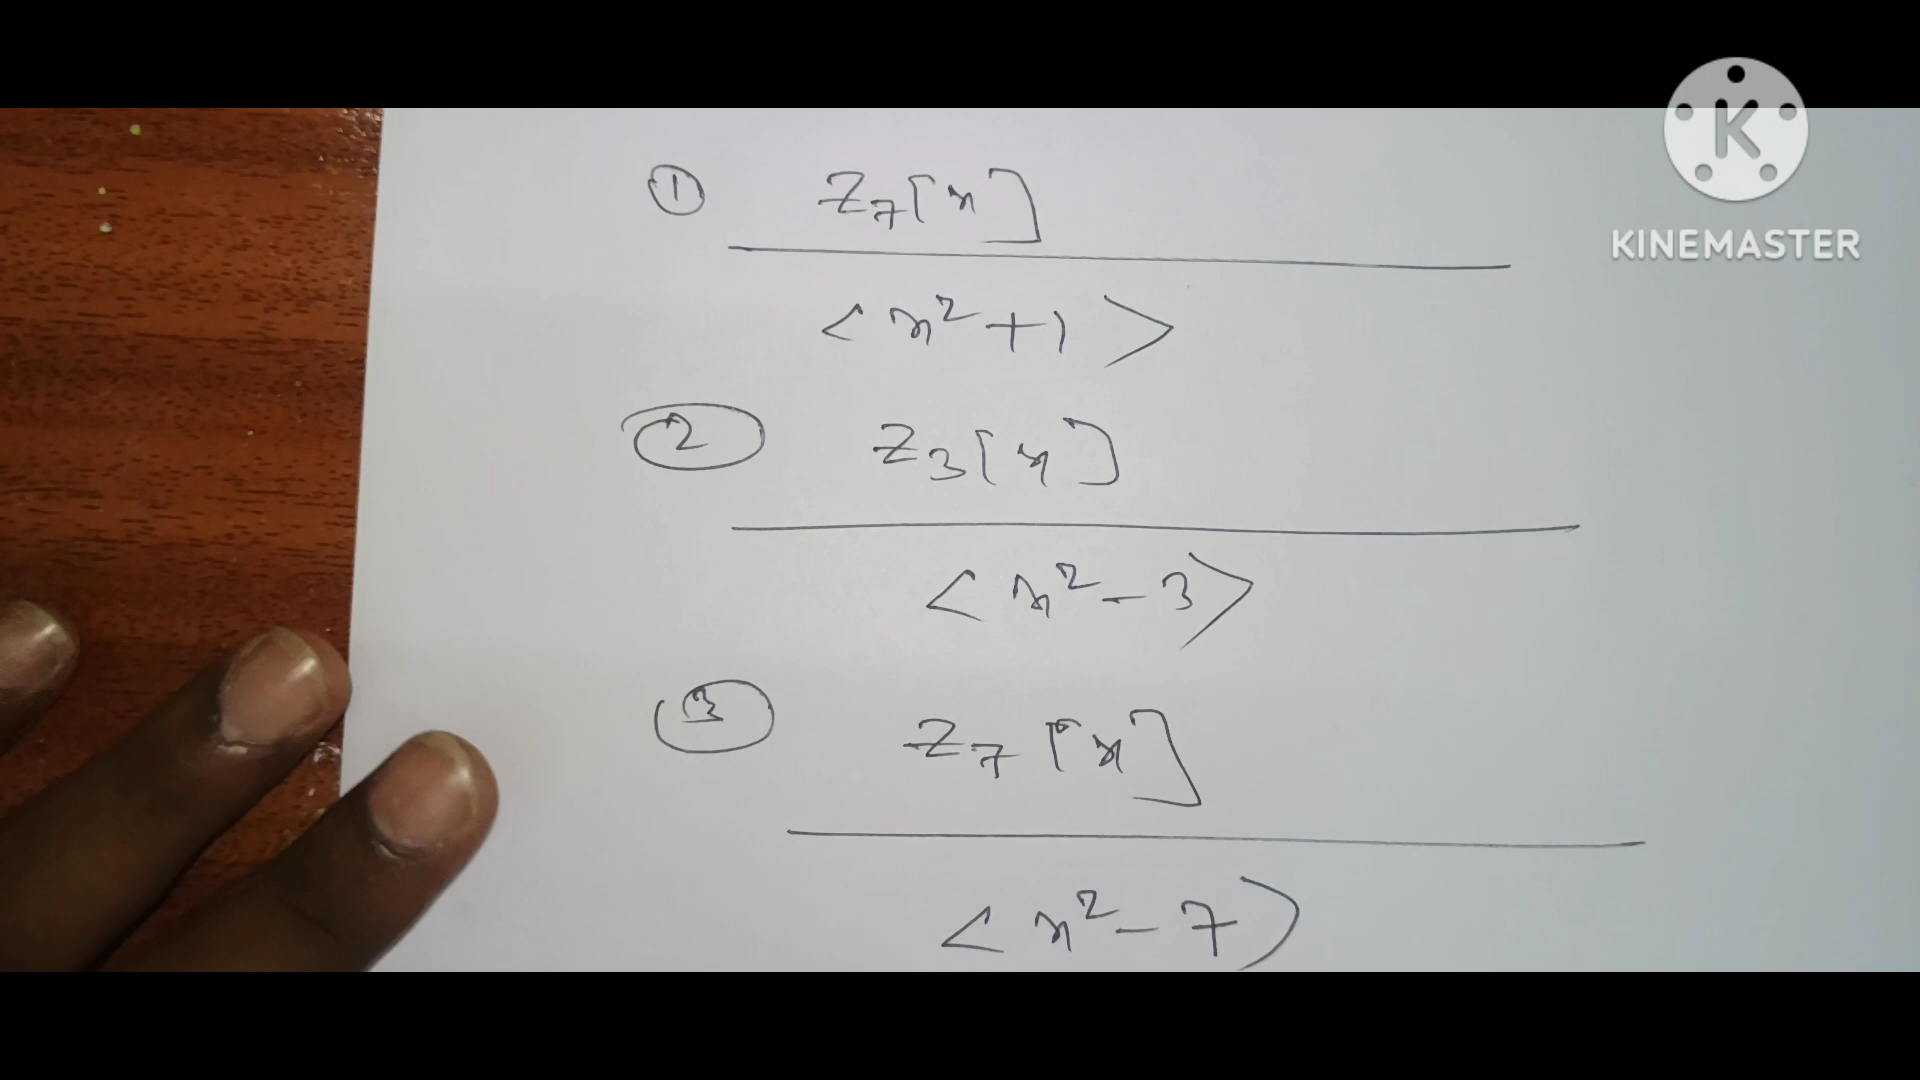 ① Z₇[x]
< x² + 1 >
② Z₃[x]
< x² - 3 >
③ Z₇[x]
< x² - 7 >
K
KINEMASTER